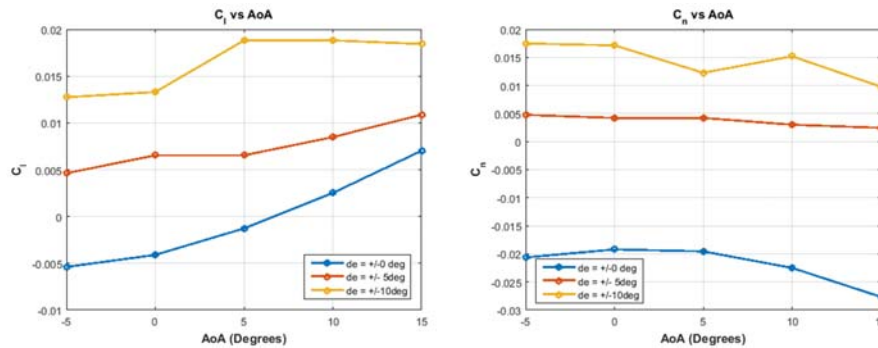 C_l vs AoA
0.02
0.015
0.01
0.005
0
-0.005
-0.01
C_l
-5
0
5
10
15
AoA (Degrees)
de = +/-0 deg
de = +/- 5deg
de = +/-10deg
C_n vs AoA
0.02
0.015
0.01
0.005
0
-0.005
-0.01
-0.015
-0.02
-0.025
-0.03
C_n
-5
0
5
10
AoA (Degrees)
de = +/-0 deg
de = +/- 5deg
de = +/-10deg